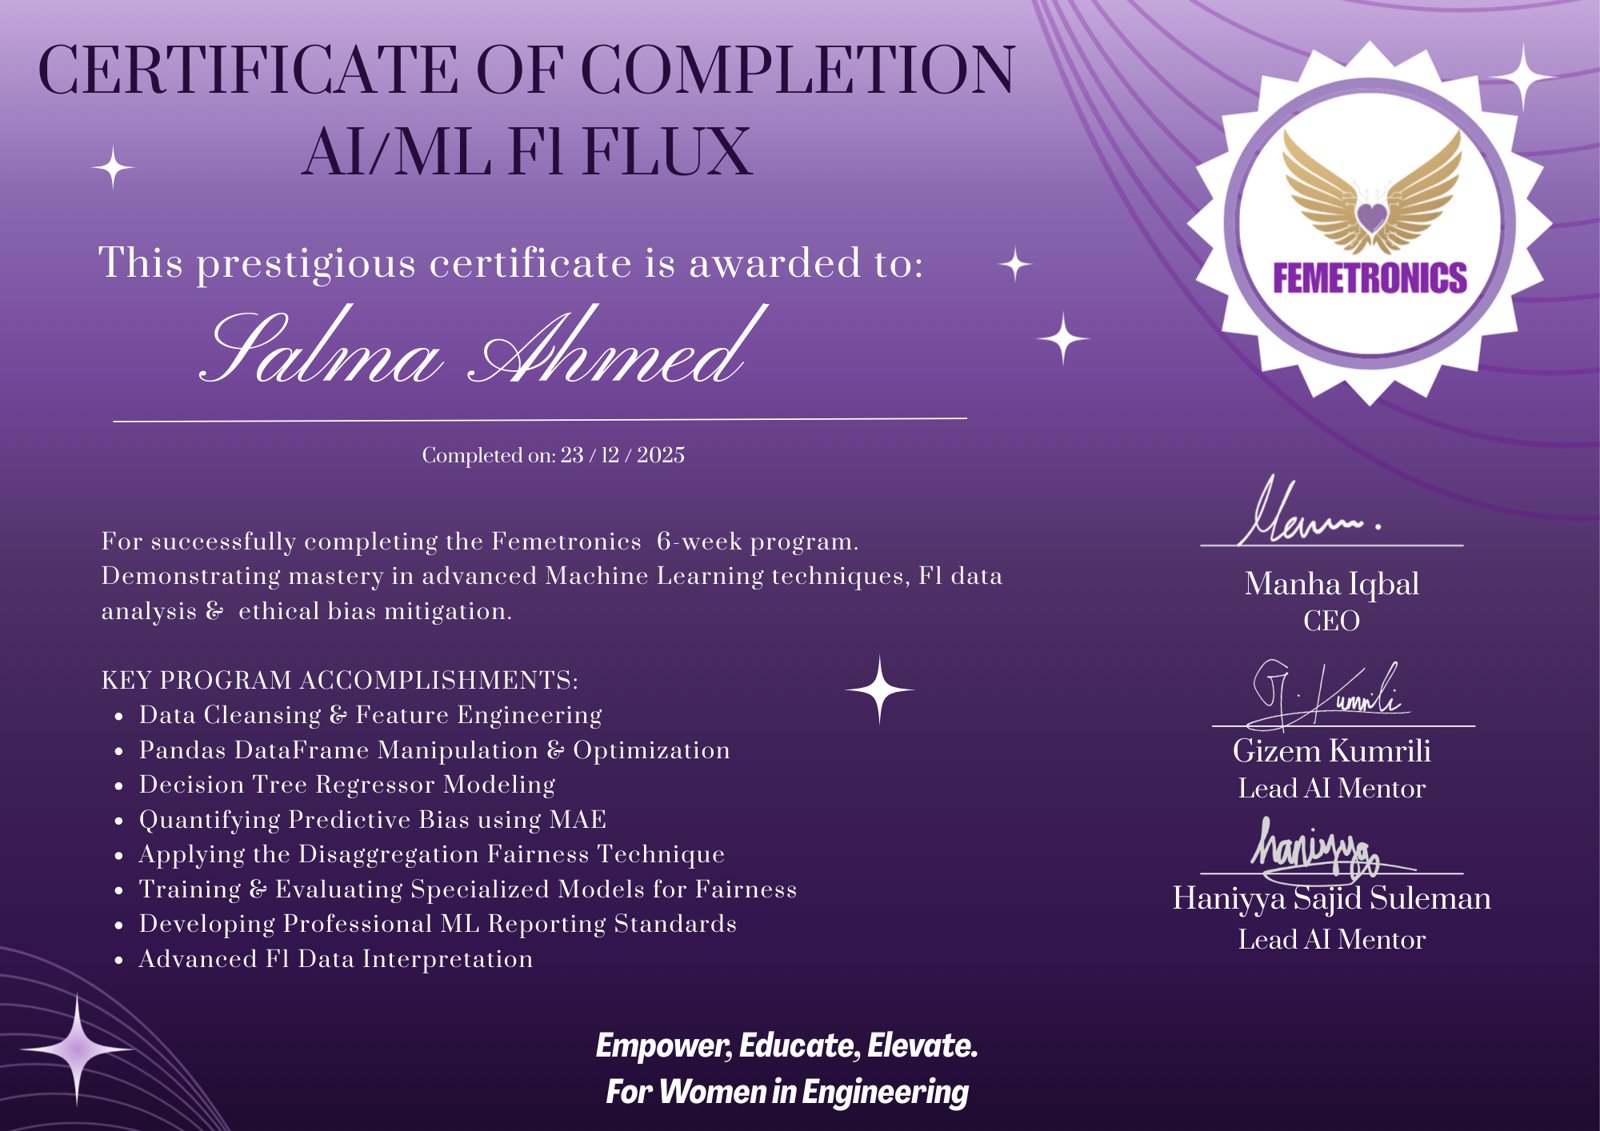 CERTIFICATE OF COMPLETION
AI/ML F1 FLUX
This prestigious certificate is awarded to:
Salma Ahmed
Completed on: 23 / 12 / 2025
For successfully completing the Femetronics 6-week program.
Demonstrating mastery in advanced Machine Learning techniques, F1 data
analysis & ethical bias mitigation.
KEY PROGRAM ACCOMPLISHMENTS:
• Data Cleansing & Feature Engineering
• Pandas DataFrame Manipulation & Optimization
• Decision Tree Regressor Modeling
• Quantifying Predictive Bias using MAE
• Applying the Disaggregation Fairness Technique
• Training & Evaluating Specialized Models for Fairness
• Developing Professional ML Reporting Standards
• Advanced F1 Data Interpretation
FEMETRONICS
Manha Iqbal
CEO
G. Kumrili
Gizem Kumrili
Lead AI Mentor
haniyya
Haniyya Sajid Suleman
Lead AI Mentor
Empower, Educate, Elevate.
For Women in Engineering